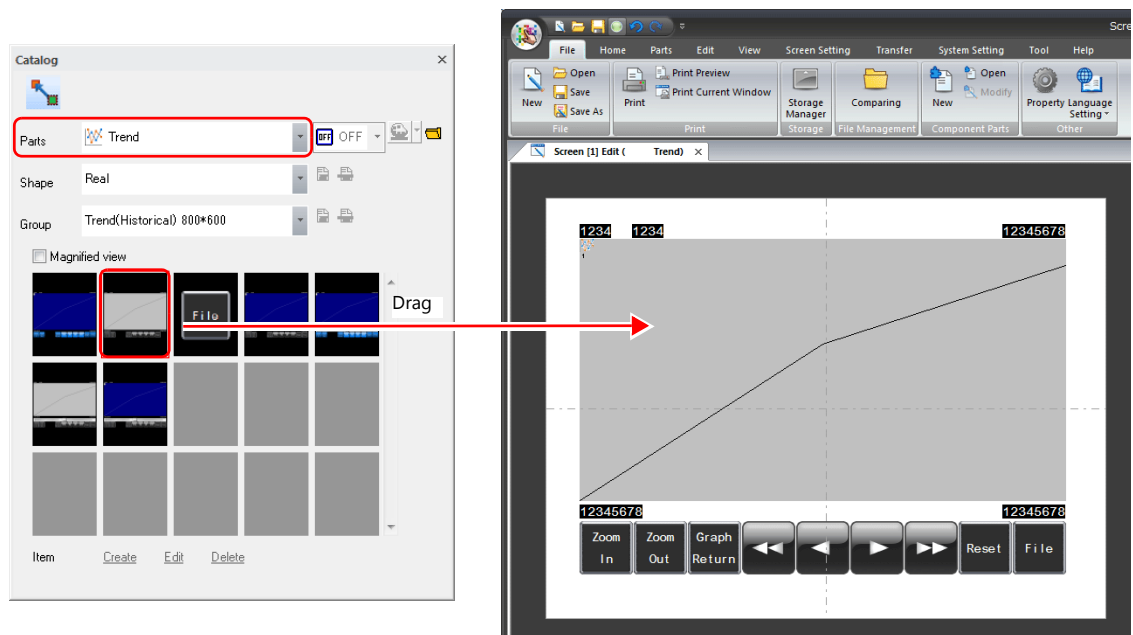 Catalog
Parts
Trend
OFF OFF
Shape
Real
Group
Trend(Historical) 800*600
Magnified view
File
Drag
Item Create Edit Delete
Scre
File Home Parts Edit View Screen Setting Transfer System Setting Tool Help
New
Open
Save
Save As
Print
Print Preview
Print Current Window
Storage Manager
Comparing
New
Open
Modify
Property
Language Setting
File Print Storage File Management Component Parts Other
Screen [1] Edit ( Trend)
1234 1234 12345678
1
12345678 12345678
Zoom In
Zoom Out
Graph Return
Reset
File